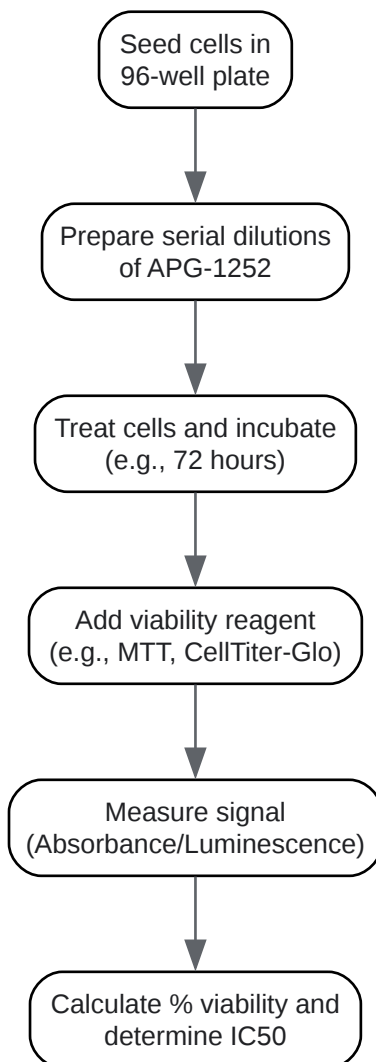 Seed cells in
96-well plate
Prepare serial dilutions
of APG-1252
Treat cells and incubate
(e.g., 72 hours)
Add viability reagent
(e.g., MTT, CellTiter-Glo)
Measure signal
(Absorbance/Luminescence)
Calculate % viability and
determine IC50